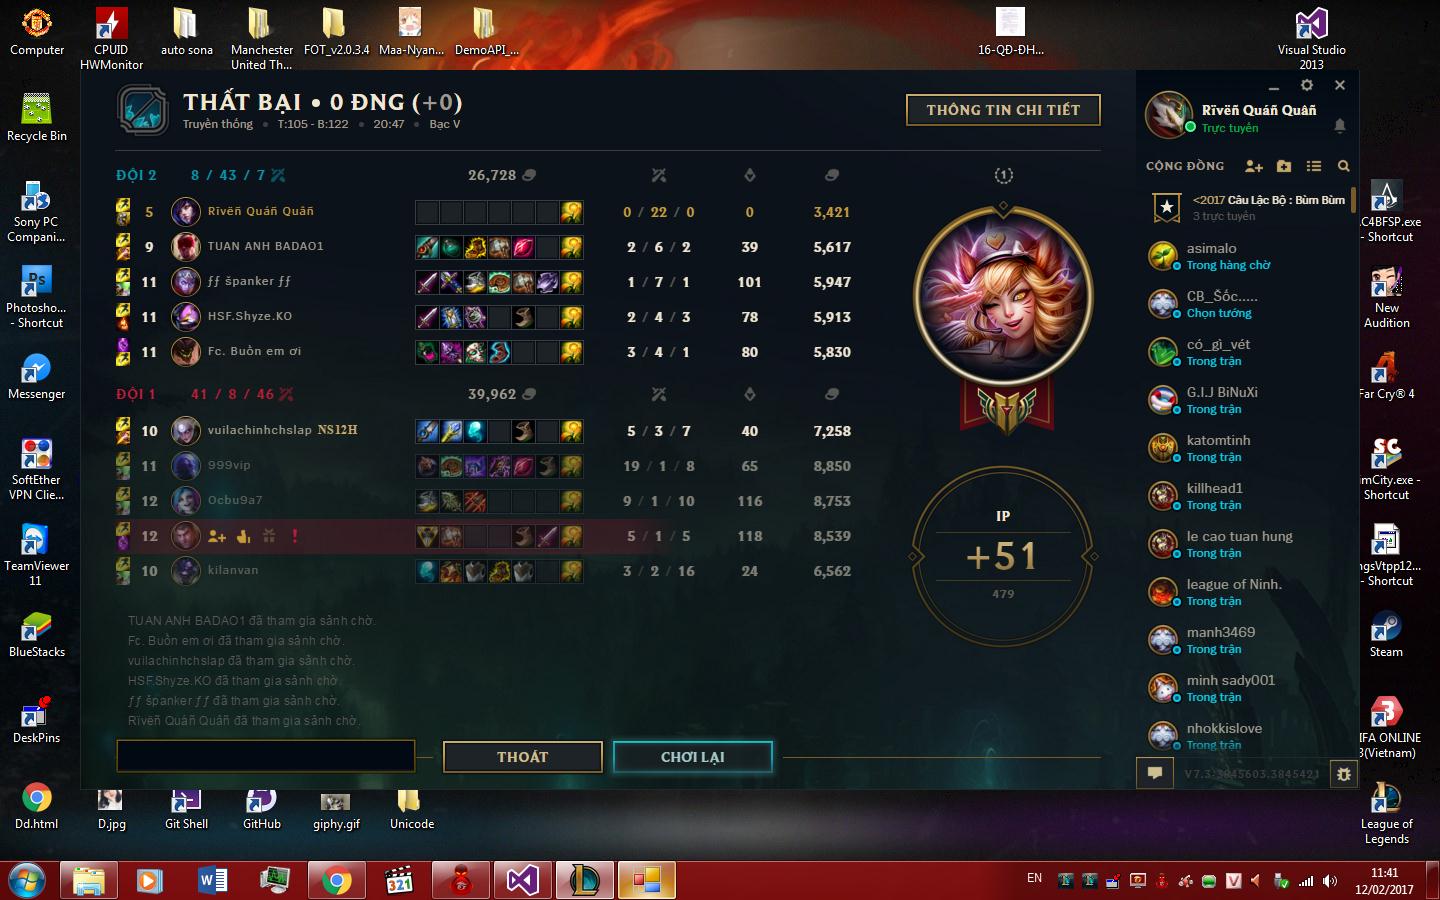 Computer
CPUID
HWMonitor
auto sona
Manchester
United Th...
FOT_v2.0.3.4
Maa-Nyan...
DemoAPI_...
16-QĐ-ĐH...
Visual Studio
2013
Recycle Bin
Sony PC
Compani...
Photosho...
- Shortcut
Messenger
SoftEther
VPN Clie...
TeamViewer
11
BlueStacks
DeskPins
Dd.html
D.jpg
Git Shell
GitHub
giphy.gif
Unicode
THẤT BẠI • 0 ĐNG (+0)
Truyền thống • T:105 - B:122 • 20:47 • Bạc V
THÔNG TIN CHI TIẾT
ĐỘI 2 8 / 43 / 7 26,728
5 Rïvëñ Quáñ Quâñ 0 / 22 / 0 0 3,421
9 TUAN ANH BADAO1 2 / 6 / 2 39 5,617
11 ƒƒ španker ƒƒ 1 / 7 / 1 101 5,947
11 HSF.Shyze.KO 2 / 4 / 3 78 5,913
11 Fc. Buồn em ơi 3 / 4 / 1 80 5,830
ĐỘI 1 41 / 8 / 46 39,962
10 vuilachinhchslap NS12H 5 / 3 / 7 40 7,258
11 999vip 19 / 1 / 8 65 8,850
12 Ocbu9a7 9 / 1 / 10 116 8,753
12 5 / 1 / 5 118 8,539
10 kilanvan 3 / 2 / 16 24 6,562
1
IP
+51
479
TUAN ANH BADAO1 đã tham gia sảnh chờ.
Fc. Buồn em ơi đã tham gia sảnh chờ.
vuilachinhchslap đã tham gia sảnh chờ.
HSF.Shyze.KO đã tham gia sảnh chờ.
ƒƒ španker ƒƒ đã tham gia sảnh chờ.
Rïvëñ Quáñ Quâñ đã tham gia sảnh chờ.
THOÁT
CHƠI LẠI
Rïvëñ Quáñ Quâñ
Trực tuyến
CỘNG ĐỒNG
<2017 Câu Lạc Bộ : Bùm Bùm
3 trực tuyến
asimalo
Trong hàng chờ
CB_Šốc.....
Chọn tướng
có_gì_vét
Trong trận
G.I.J BiNuXi
Trong trận
katomtinh
Trong trận
killhead1
Trong trận
le cao tuan hung
Trong trận
league of Ninh.
Trong trận
manh3469
Trong trận
minh sady001
Trong trận
nhokkislove
Trong trận
V7.3.3845603.3845421
.C4BFSP.exe
- Shortcut
New
Audition
Far Cry® 4
imCity.exe -
Shortcut
ngsVtpp12...
- Shortcut
Steam
IFA ONLINE
3(Vietnam)
League of
Legends
321
EN
11:41
12/02/2017